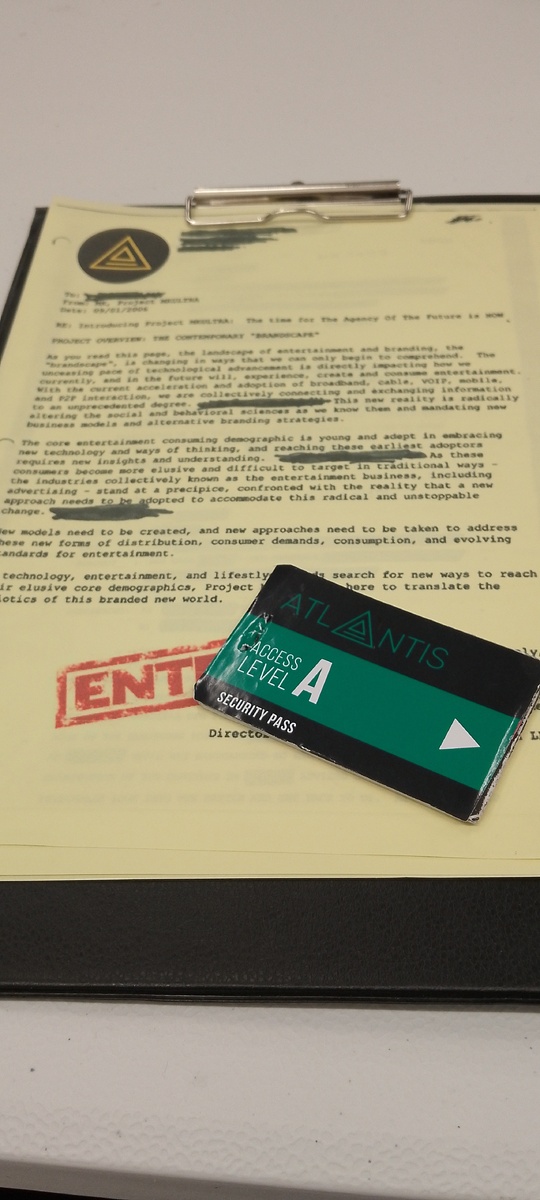 To:
From: Me, Project MKULTRA
Date: 09/01/2006
RE: Introducing Project MKULTRA: The time for The Agency Of The Future is NOW.
PROJECT OVERVIEW: THE CONTEMPORARY "BRANDSCAPE"
As you read this page, the landscape of entertainment and branding, the
"brandscape", is changing in ways that we can only begin to comprehend. The
unceasing pace of technological advancement is directly impacting how we
currently, and in the future will, experience, create and consume entertainment.
With the current acceleration and adoption of broadband, cable, VOIP, mobile,
and P2P interaction, we are collectively connecting and exchanging information
to an unprecedented degree. This new reality is radically
altering the social and behavioral sciences as we know them and mandating new
business models and alternative branding strategies.
The core entertainment consuming demographic is young and adept in embracing
new technology and ways of thinking, and reaching these earliest adopters
requires new insights and understanding. As these
consumers become more elusive and difficult to target in traditional ways -
the industries collectively known as the entertainment business, including
advertising - stand at a precipice, confronted with the reality that a new
approach needs to be adopted to accommodate this radical and unstoppable
change.
New models need to be created, and new approaches need to be taken to address
these new forms of distribution, consumer demands, consumption, and evolving
standards for entertainment.
technology, entertainment, and lifestyle search for new ways to reach
their elusive core demographics, Project here to translate the
of this branded new world.
ATLANTIS
ACCESS
LEVEL A
SECURITY PASS
ENTE
Director